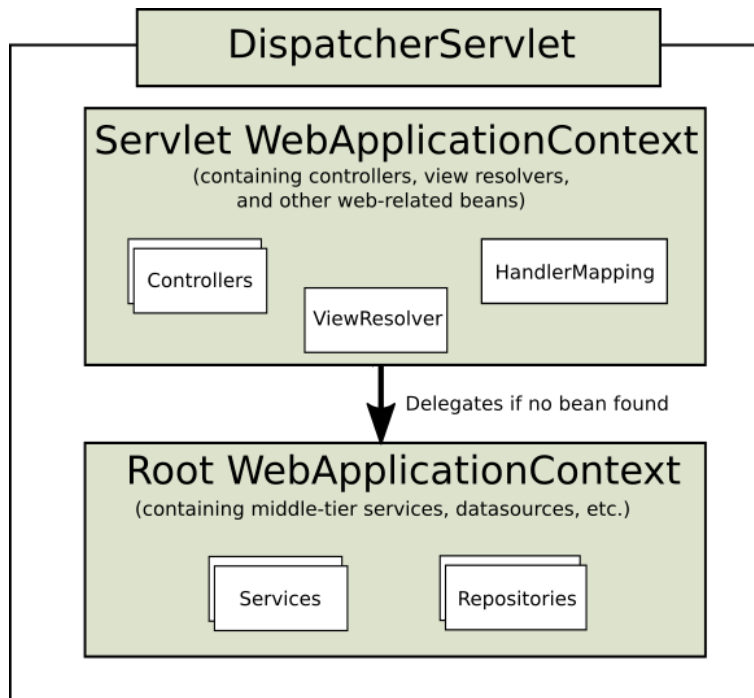 DispatcherServlet
Servlet WebApplicationContext
(containing controllers, view resolvers,
and other web-related beans)
Controllers
HandlerMapping
ViewResolver
Delegates if no bean found
Root WebApplicationContext
(containing middle-tier services, datasources, etc.)
Services
Repositories